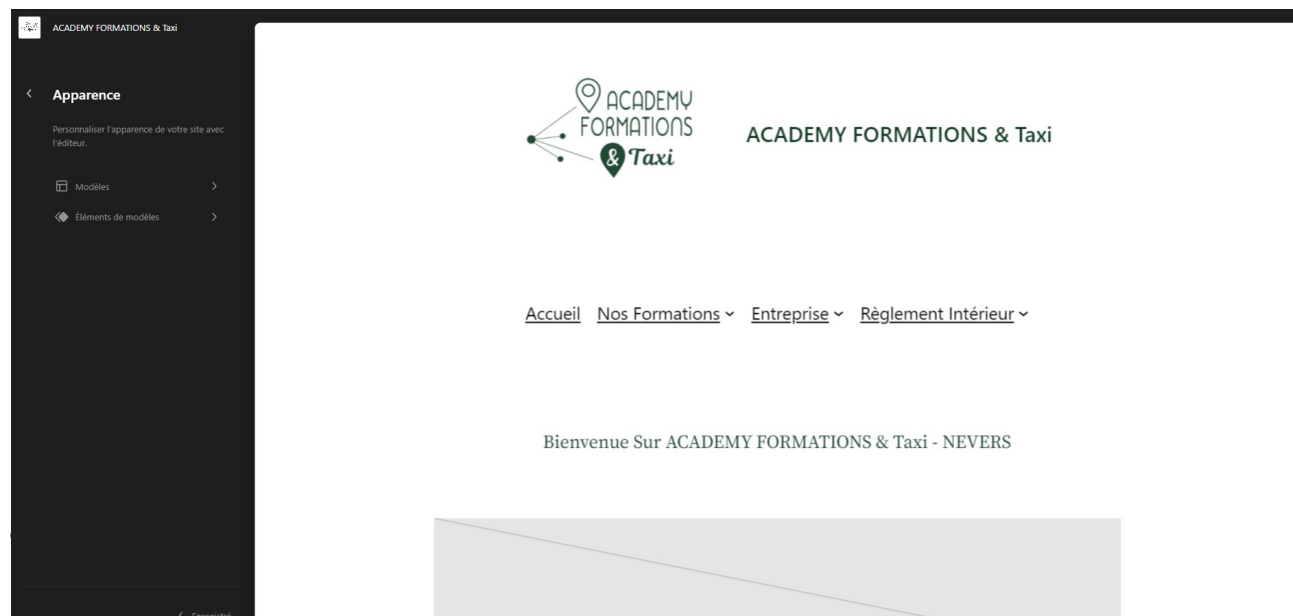 ACADEMY FORMATIONS & Taxi
Apparence
Personnaliser l'apparence de votre site avec
l'éditeur.
Modèles
Éléments de modèles
Enregistré
ACADEMY
FORMATIONS
& Taxi
ACADEMY FORMATIONS & Taxi
Accueil Nos Formations Entreprise Règlement Intérieur
Bienvenue Sur ACADEMY FORMATIONS & Taxi - NEVERS